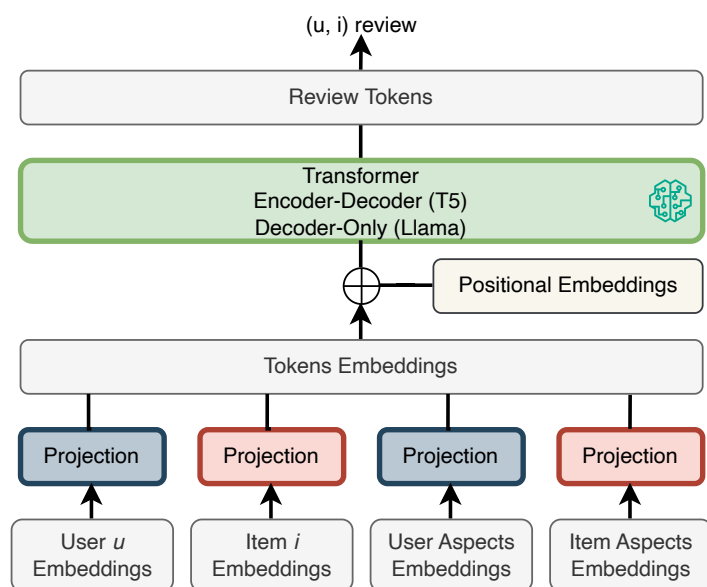 (u, i) review
Review Tokens
Transformer
Encoder-Decoder (T5)
Decoder-Only (Llama)
Positional Embeddings
Tokens Embeddings
Projection Projection Projection Projection
User u Item i User Aspects Item Aspects
Embeddings Embeddings Embeddings Embeddings